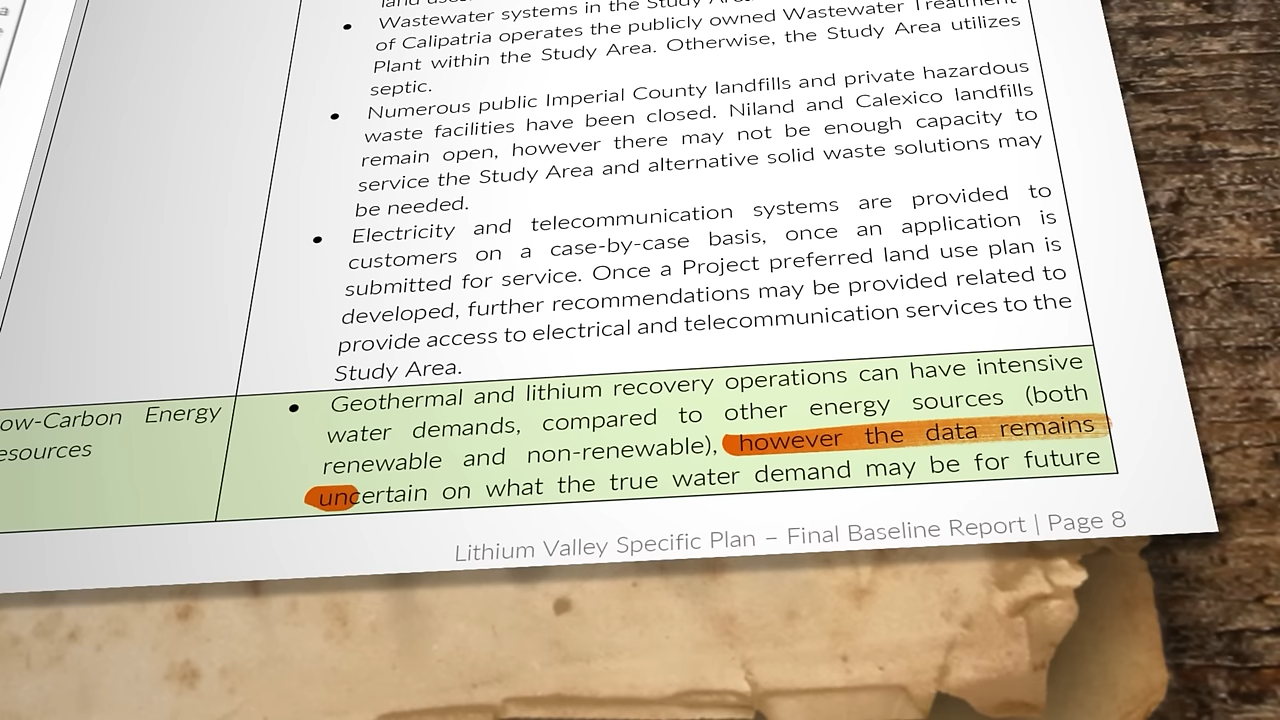 Wastewater systems in the Study
of Calipatria operates the publicly owned Wastewater Treatment
Plant within the Study Area. Otherwise, the Study Area utilizes
septic.
Numerous public Imperial County landfills and private hazardous
waste facilities have been closed. Niland and Calexico landfills
remain open, however there may not be enough capacity to
service the Study Area and alternative solid waste solutions may
be needed.
Electricity and telecommunication systems are provided to
customers on a case-by-case basis, once an application is
submitted for service. Once a Project preferred land use plan is
developed, further recommendations may be provided related to
provide access to electrical and telecommunication services to the
Study Area.
ow-Carbon Energy
esources
Geothermal and lithium recovery operations can have intensive
water demands, compared to other energy sources (both
renewable and non-renewable), however the data remains
uncertain on what the true water demand may be for future
Lithium Valley Specific Plan – Final Baseline Report | Page 8